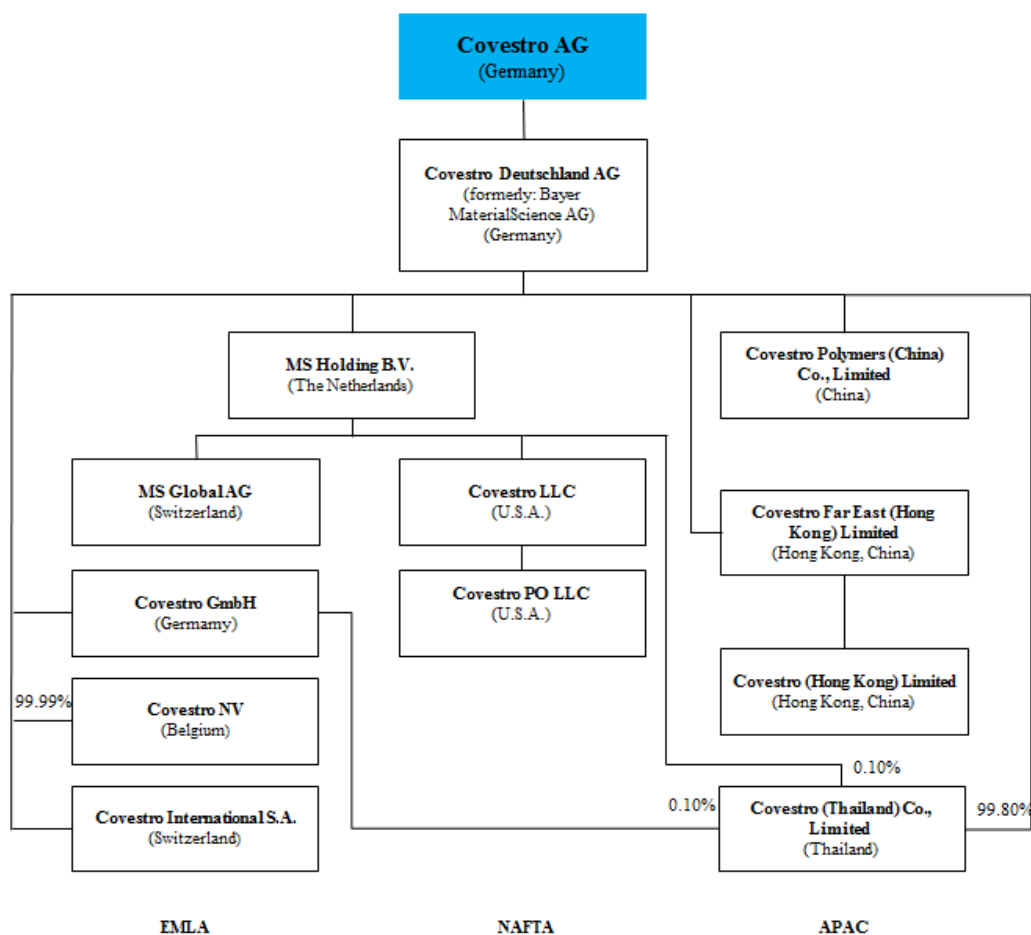 Covestro AG
(Germany)
Covestro Deutschland AG
(formerly: Bayer
MaterialScience AG)
(Germany)
MS Holding B.V.
(The Netherlands)
Covestro Polymers (China)
Co., Limited
(China)
MS Global AG
(Switzerland)
Covestro LLC
(U.S.A.)
Covestro Far East (Hong
Kong) Limited
(Hong Kong, China)
Covestro GmbH
(Germamy)
Covestro PO LLC
(U.S.A.)
99.99%
Covestro NV
(Belgium)
Covestro (Hong Kong) Limited
(Hong Kong, China)
0.10%
Covestro International S.A.
(Switzerland)
0.10%
Covestro (Thailand) Co.,
Limited
(Thailand)
99.80%
EMLA
NAFTA
APAC